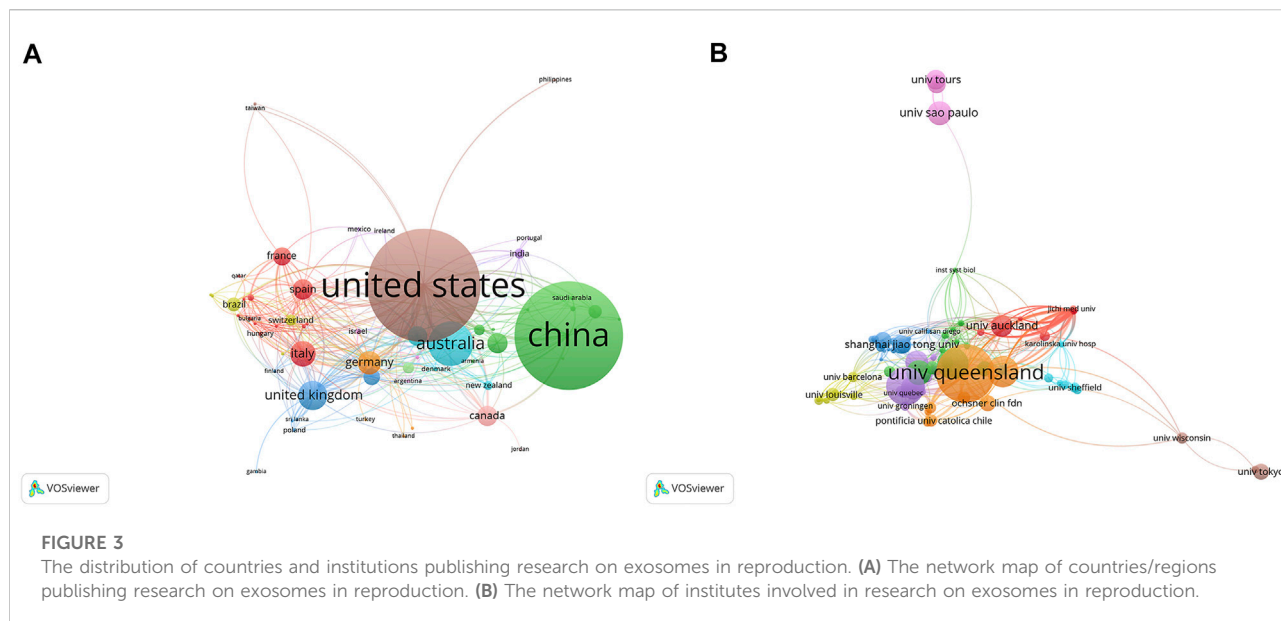 A
B
philippines
taiwan
univ tours
univ sao paulo
mexico
ireland
portugal
france
india
inst syst biol
qatar
united states
spain
saudi arabia
brazil
switzerland
bulgaria
hungary
israel
china
australia
italy
germany
finland
denmark
armenia
argentina
new zealand
united kingdom
canada
sri lanka
poland
turkey
thailand
jordan
gambia
jichi med univ
univ auckland
univ calif san diego
karolinska univ hosp
shanghai jiao tong univ
univ queensland
univ barcelona
univ louisville
univ quebec
univ sheffield
univ groningen
ochsner clin fdn
pontificia univ catolica chile
univ wisconsin
univ tokyo
VOSviewer
VOSviewer
FIGURE 3
The distribution of countries and institutions publishing research on exosomes in reproduction. (A) The network map of countries/regions
publishing research on exosomes in reproduction. (B) The network map of institutes involved in research on exosomes in reproduction.